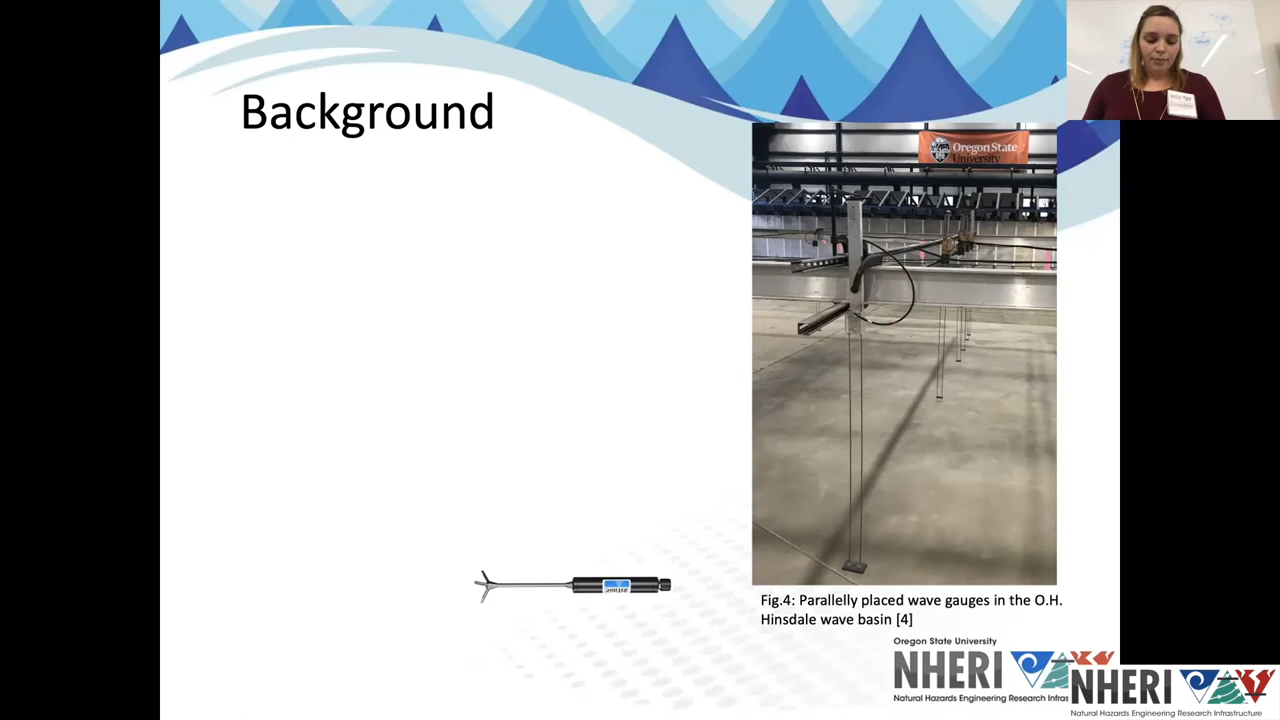 Background
Oregon State
University
Fig.4: Parallelly placed wave gauges in the O.H.
Hinsdale wave basin [4]
Oregon State University
NHERI
Natural Hazards Engineering Research Infras
NHERI
Natural Hazards Engineering Research Infrastructure